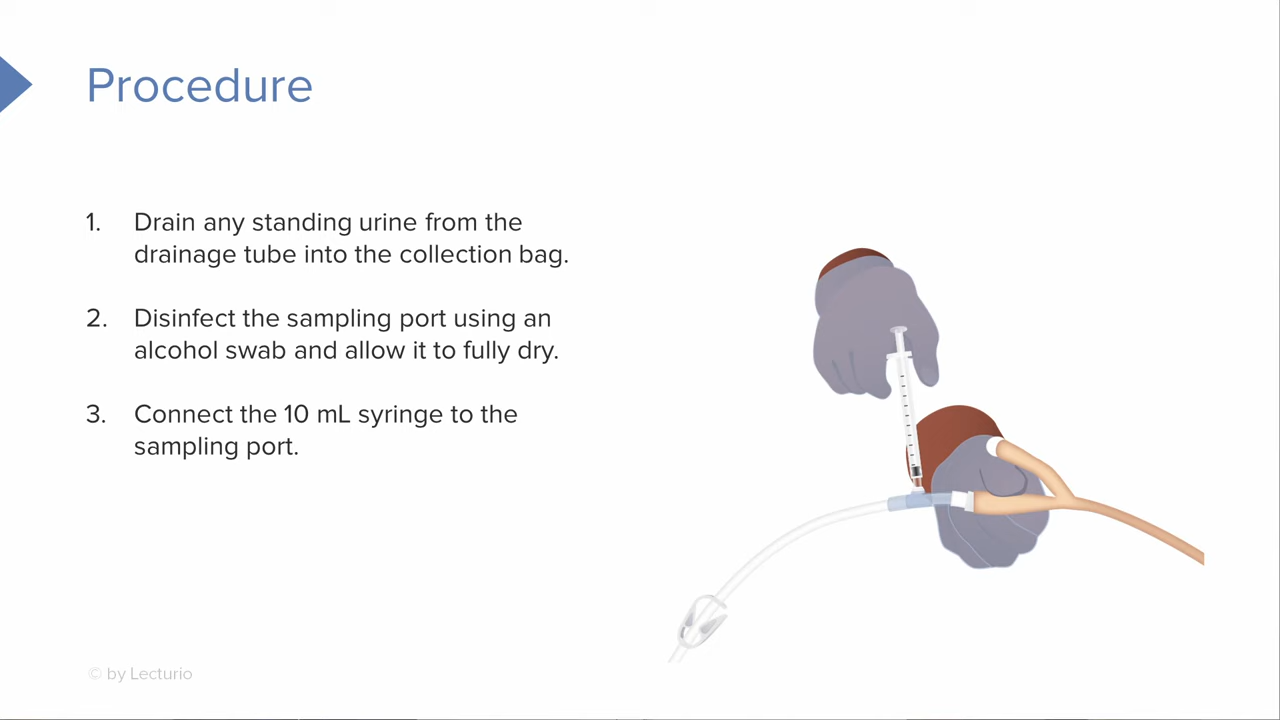 Procedure
1. Drain any standing urine from the
drainage tube into the collection bag.
2. Disinfect the sampling port using an
alcohol swab and allow it to fully dry.
3. Connect the 10 mL syringe to the
sampling port.
© by Lecturio